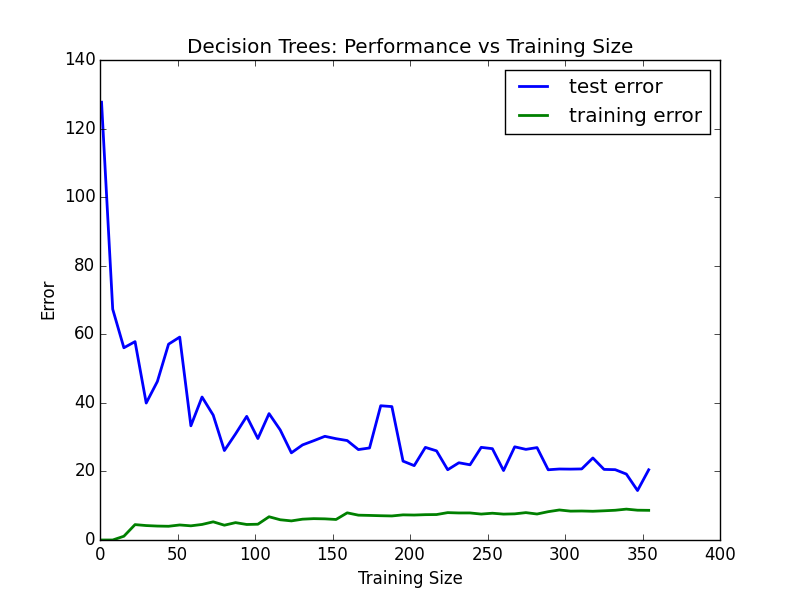 Decision Trees: Performance vs Training Size
140
120
100
80
60
40
20
0
Error
test error
training error
0 50 100 150 200 250 300 350 400
Training Size